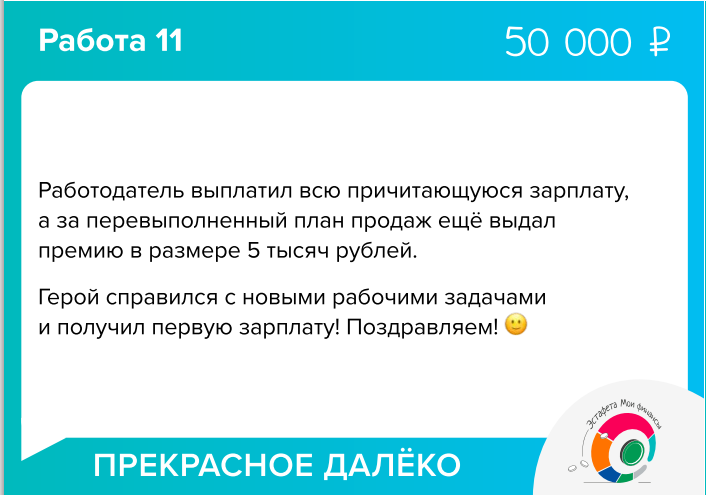 Работа 11
50 000 ₽
Работодатель выплатил всю причитающуюся зарплату,
а за перевыполненный план продаж ещё выдал
премию в размере 5 тысяч рублей.
Герой справился с новыми рабочими задачами
и получил первую зарплату! Поздравляем! 🙂
Эстафета Мои финансы
ПРЕКРАСНОЕ ДАЛЁКО